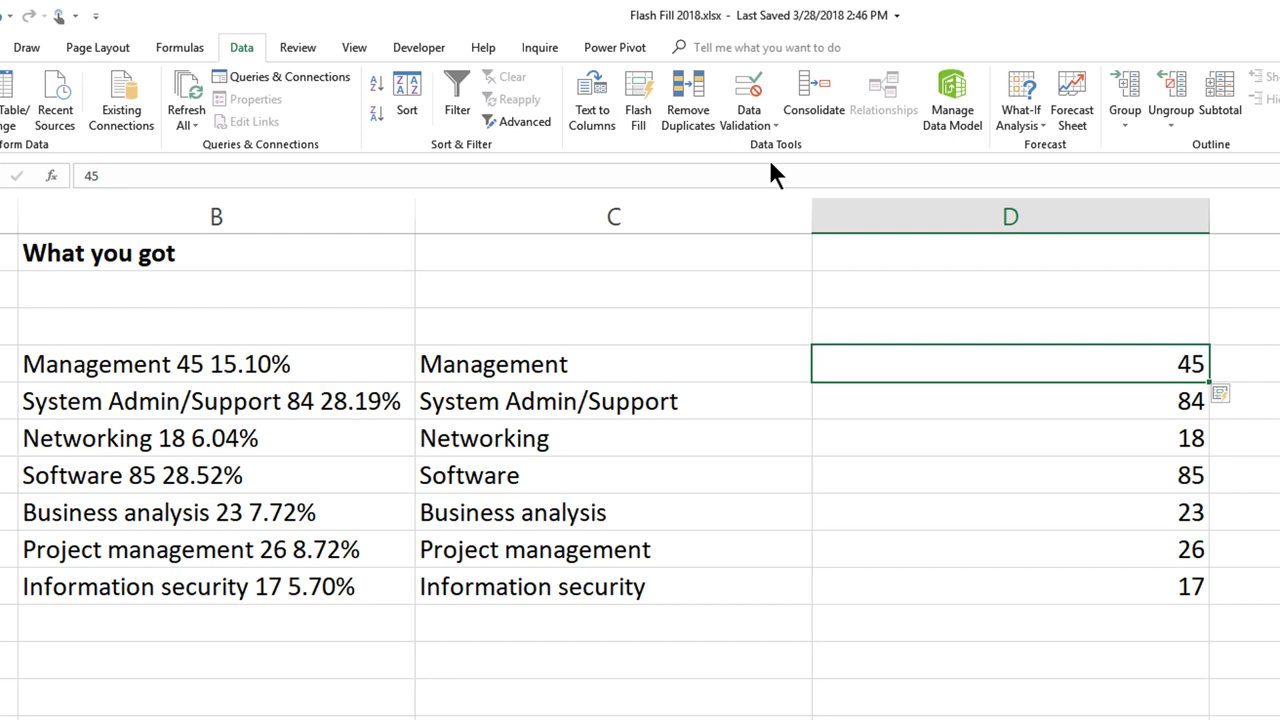 Flash Fill 2018.xlsx - Last Saved 3/28/2018 2:46 PM
Draw Page Layout Formulas Data Review View Developer Help Inquire Power Pivot Tell me what you want to do
Recent Sources
Existing Connections
Refresh All
Queries & Connections
Properties
Edit Links
Queries & Connections
Sort
Filter
Clear
Reapply
Advanced
Sort & Filter
Text to Columns
Flash Fill
Remove Duplicates
Data Validation
Consolidate
Relationships
Manage Data Model
Data Tools
What-If Analysis
Forecast Sheet
Forecast
Group
Ungroup
Subtotal
Outline
fx 45
B C D
What you got
Management 45 15.10% Management 45
System Admin/Support 84 28.19% System Admin/Support 84
Networking 18 6.04% Networking 18
Software 85 28.52% Software 85
Business analysis 23 7.72% Business analysis 23
Project management 26 8.72% Project management 26
Information security 17 5.70% Information security 17